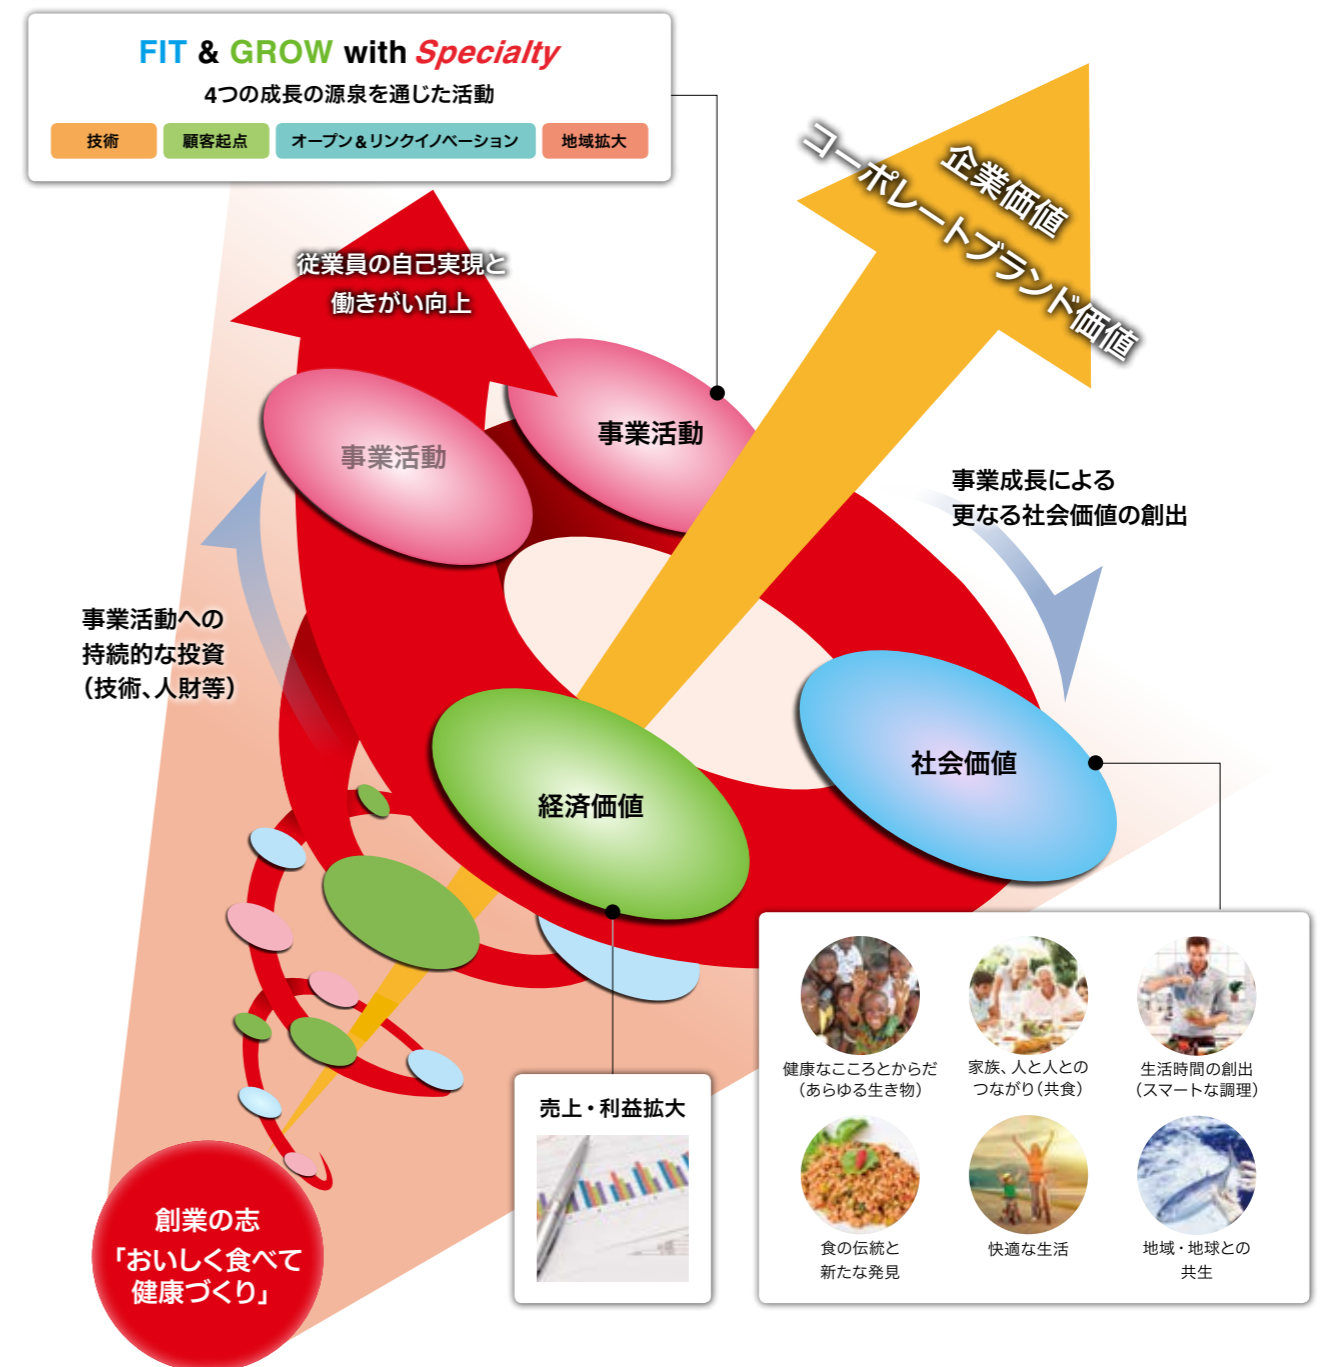 FIT & GROW with Specialty
4つの成長の源泉を通じた活動
技術
顧客起点
オープン&リンクイノベーション
地域拡大
企業価値
コーポレートブランド価値
従業員の自己実現と
働きがい向上
事業活動
事業活動
事業成長による
更なる社会価値の創出
事業活動への
持続的な投資
(技術、人財等)
社会価値
経済価値
売上・利益拡大
健康なこころとからだ
(あらゆる生き物)
家族、人と人との
つながり(共食)
生活時間の創出
(スマートな調理)
食の伝統と
新たな発見
快適な生活
地域・地球との
共生
創業の志
「おいしく食べて
健康づくり」